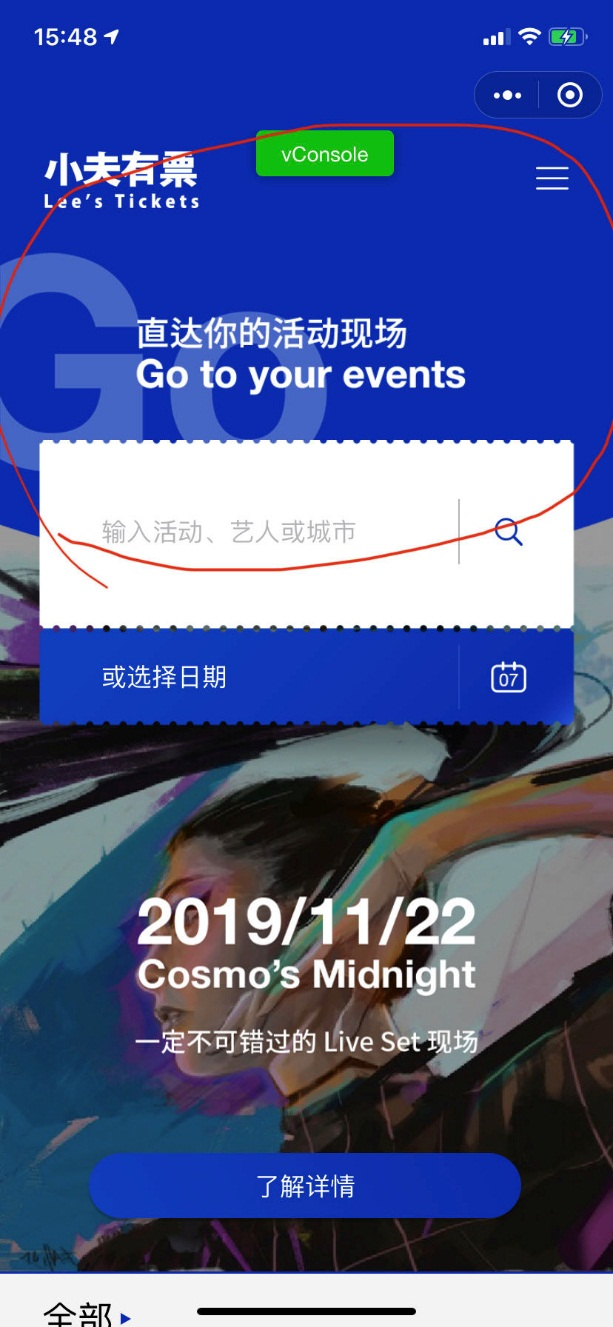 15:48
vConsole
小夫有票
Lee's Tickets
Go
直达你的活动现场
Go to your events
输入活动、艺人或城市
或选择日期
07
2019/11/22
Cosmo's Midnight
一定不可错过的 Live Set 现场
了解详情
全部